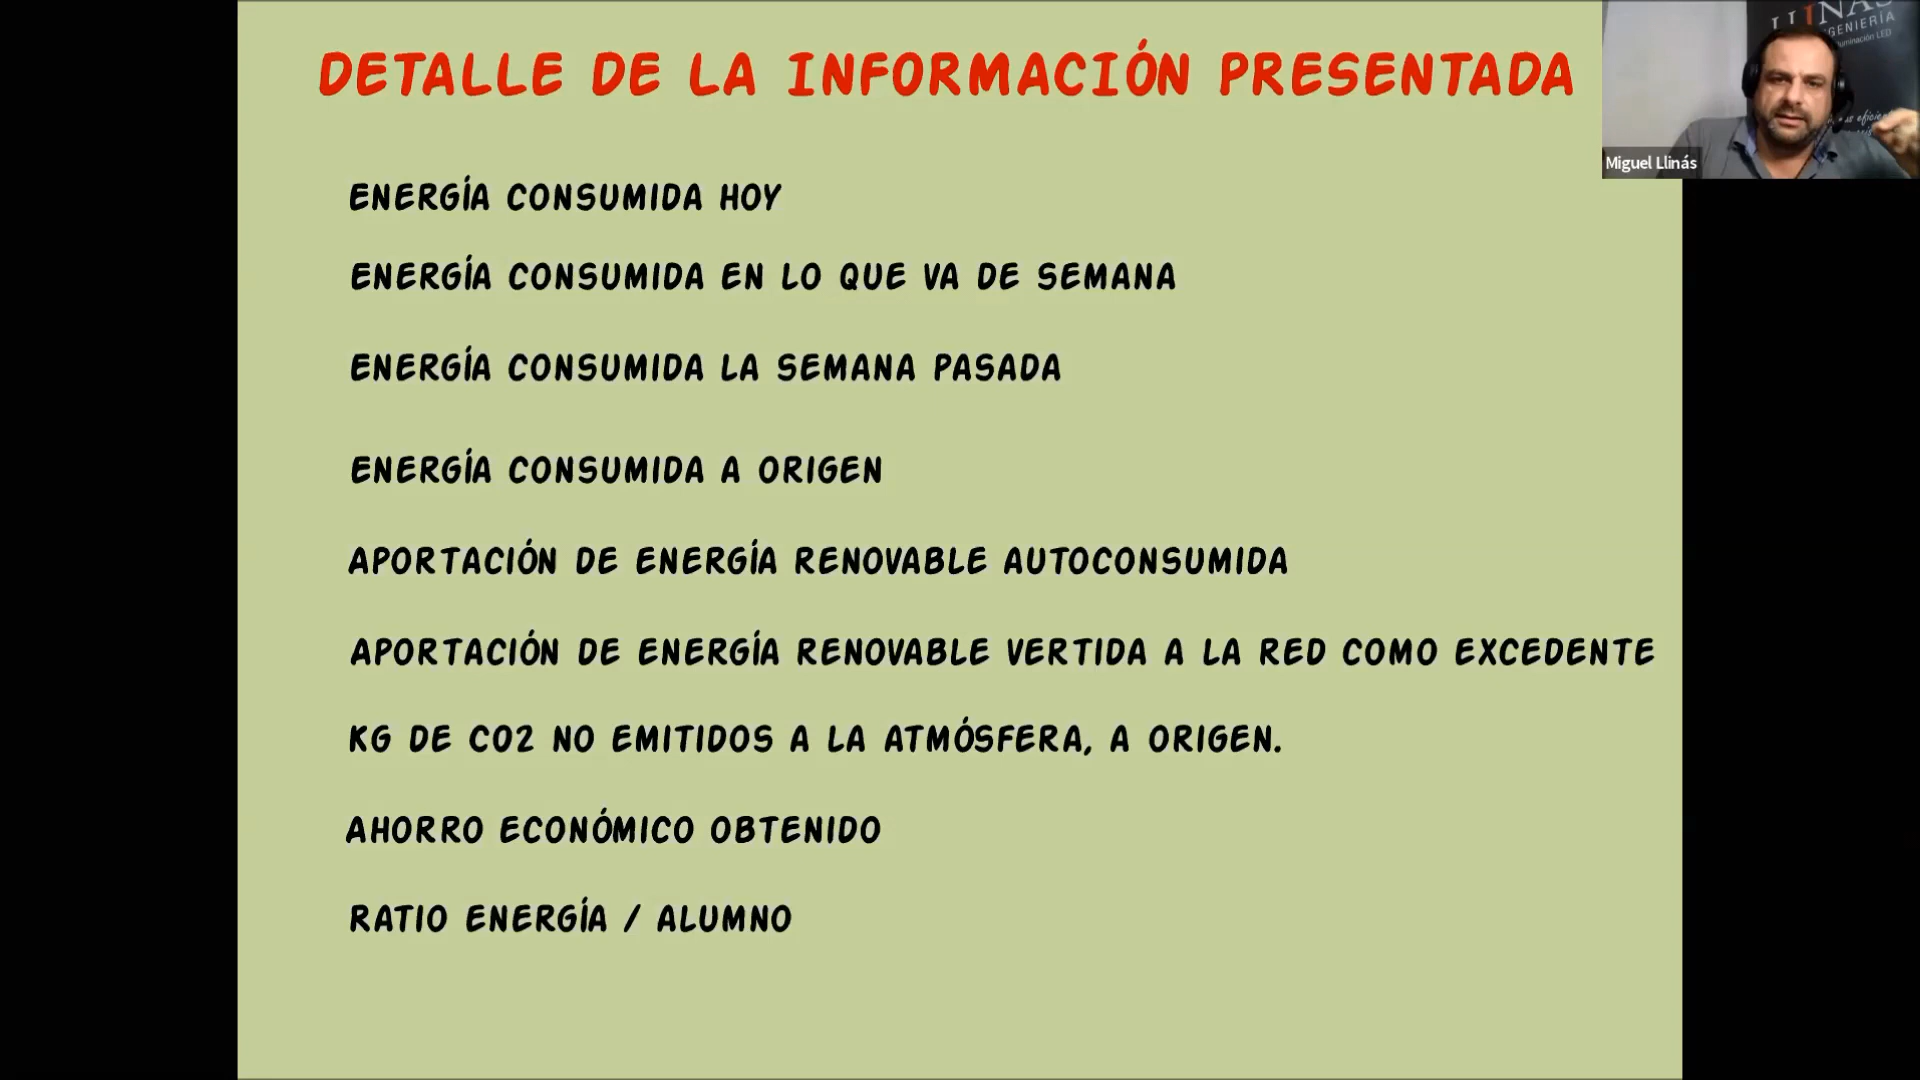 DETALLE DE LA INFORMACIÓN PRESENTADA
ENERGÍA CONSUMIDA HOY
ENERGÍA CONSUMIDA EN LO QUE VA DE SEMANA
ENERGÍA CONSUMIDA LA SEMANA PASADA
ENERGÍA CONSUMIDA A ORIGEN
APORTACIÓN DE ENERGÍA RENOVABLE AUTOCONSUMIDA
APORTACIÓN DE ENERGÍA RENOVABLE VERTIDA A LA RED COMO EXCEDENTE
KG DE CO2 NO EMITIDOS A LA ATMÓSFERA, A ORIGEN.
AHORRO ECONÓMICO OBTENIDO
RATIO ENERGÍA / ALUMNO
Miguel Llinás